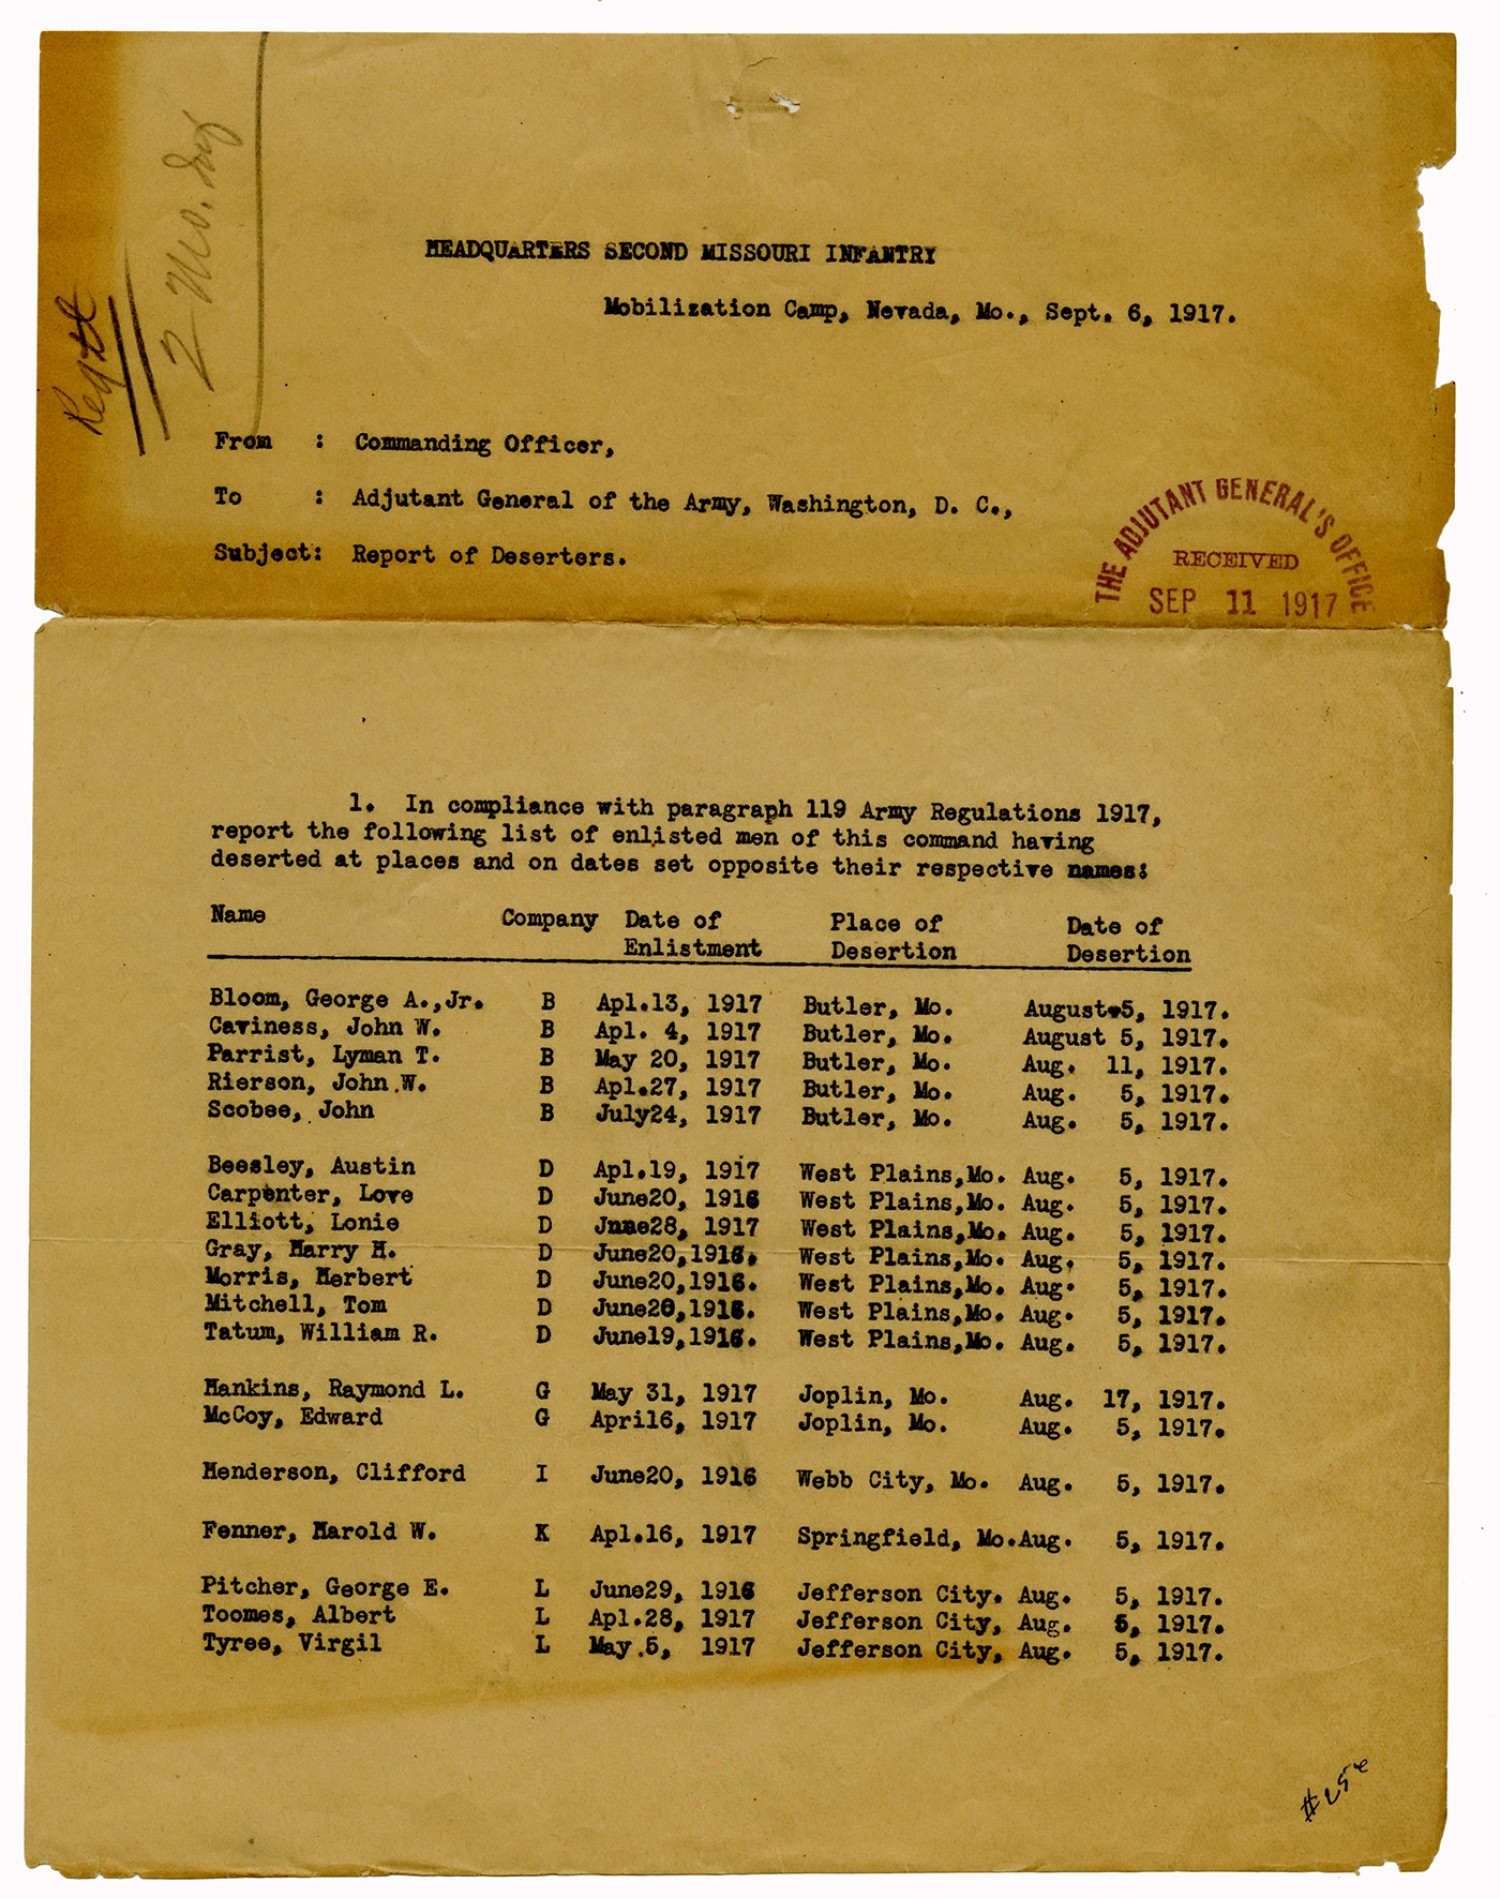 Regtl
2 Mo. Inf
HEADQUARTERS SECOND MISSOURI INFANTRY
Mobilization Camp, Nevada, Mo., Sept. 6, 1917.
From : Commanding Officer,
To : Adjutant General of the Army, Washington, D. C.,
Subject: Report of Deserters.
THE ADJUTANT GENERAL'S OFFICE
RECEIVED
SEP 11 1917
1. In compliance with paragraph 119 Army Regulations 1917,
report the following list of enlisted men of this command having
deserted at places and on dates set opposite their respective names:
Name Company Date of Place of Date of
Enlistment Desertion Desertion
Bloom, George A.,Jr. B Apl.13, 1917 Butler, Mo. August 5, 1917.
Caviness, John W. B Apl. 4, 1917 Butler, Mo. August 5, 1917.
Parrist, Lyman T. B May 20, 1917 Butler, Mo. Aug. 11, 1917.
Rierson, John.W. B Apl.27, 1917 Butler, Mo. Aug. 5, 1917.
Scobee, John B July24, 1917 Butler, Mo. Aug. 5, 1917.
Beesley, Austin D Apl.19, 1917 West Plains,Mo. Aug. 5, 1917.
Carpenter, Love D June20, 1916 West Plains,Mo. Aug. 5, 1917.
Elliott, Lonie D June28, 1917 West Plains,Mo. Aug. 5, 1917.
Gray, Harry H. D June20,1916. West Plains,Mo. Aug. 5, 1917.
Morris, Herbert D June20,1916. West Plains,Mo. Aug. 5, 1917.
Mitchell, Tom D June20,1916. West Plains,Mo. Aug. 5, 1917.
Tatum, William R. D June19,1916. West Plains,Mo. Aug. 5, 1917.
Hankins, Raymond L. G May 31, 1917 Joplin, Mo. Aug. 17, 1917.
McCoy, Edward G April6, 1917 Joplin, Mo. Aug. 5, 1917.
Henderson, Clifford I June20, 1916 Webb City, Mo. Aug. 5, 1917.
Fenner, Harold W. K Apl.16, 1917 Springfield, Mo.Aug. 5, 1917.
Pitcher, George E. L June29, 1916 Jefferson City. Aug. 5, 1917.
Toomes, Albert L Apl.28, 1917 Jefferson City, Aug. 5, 1917.
Tyree, Virgil L May.5, 1917 Jefferson City, Aug. 5, 1917.